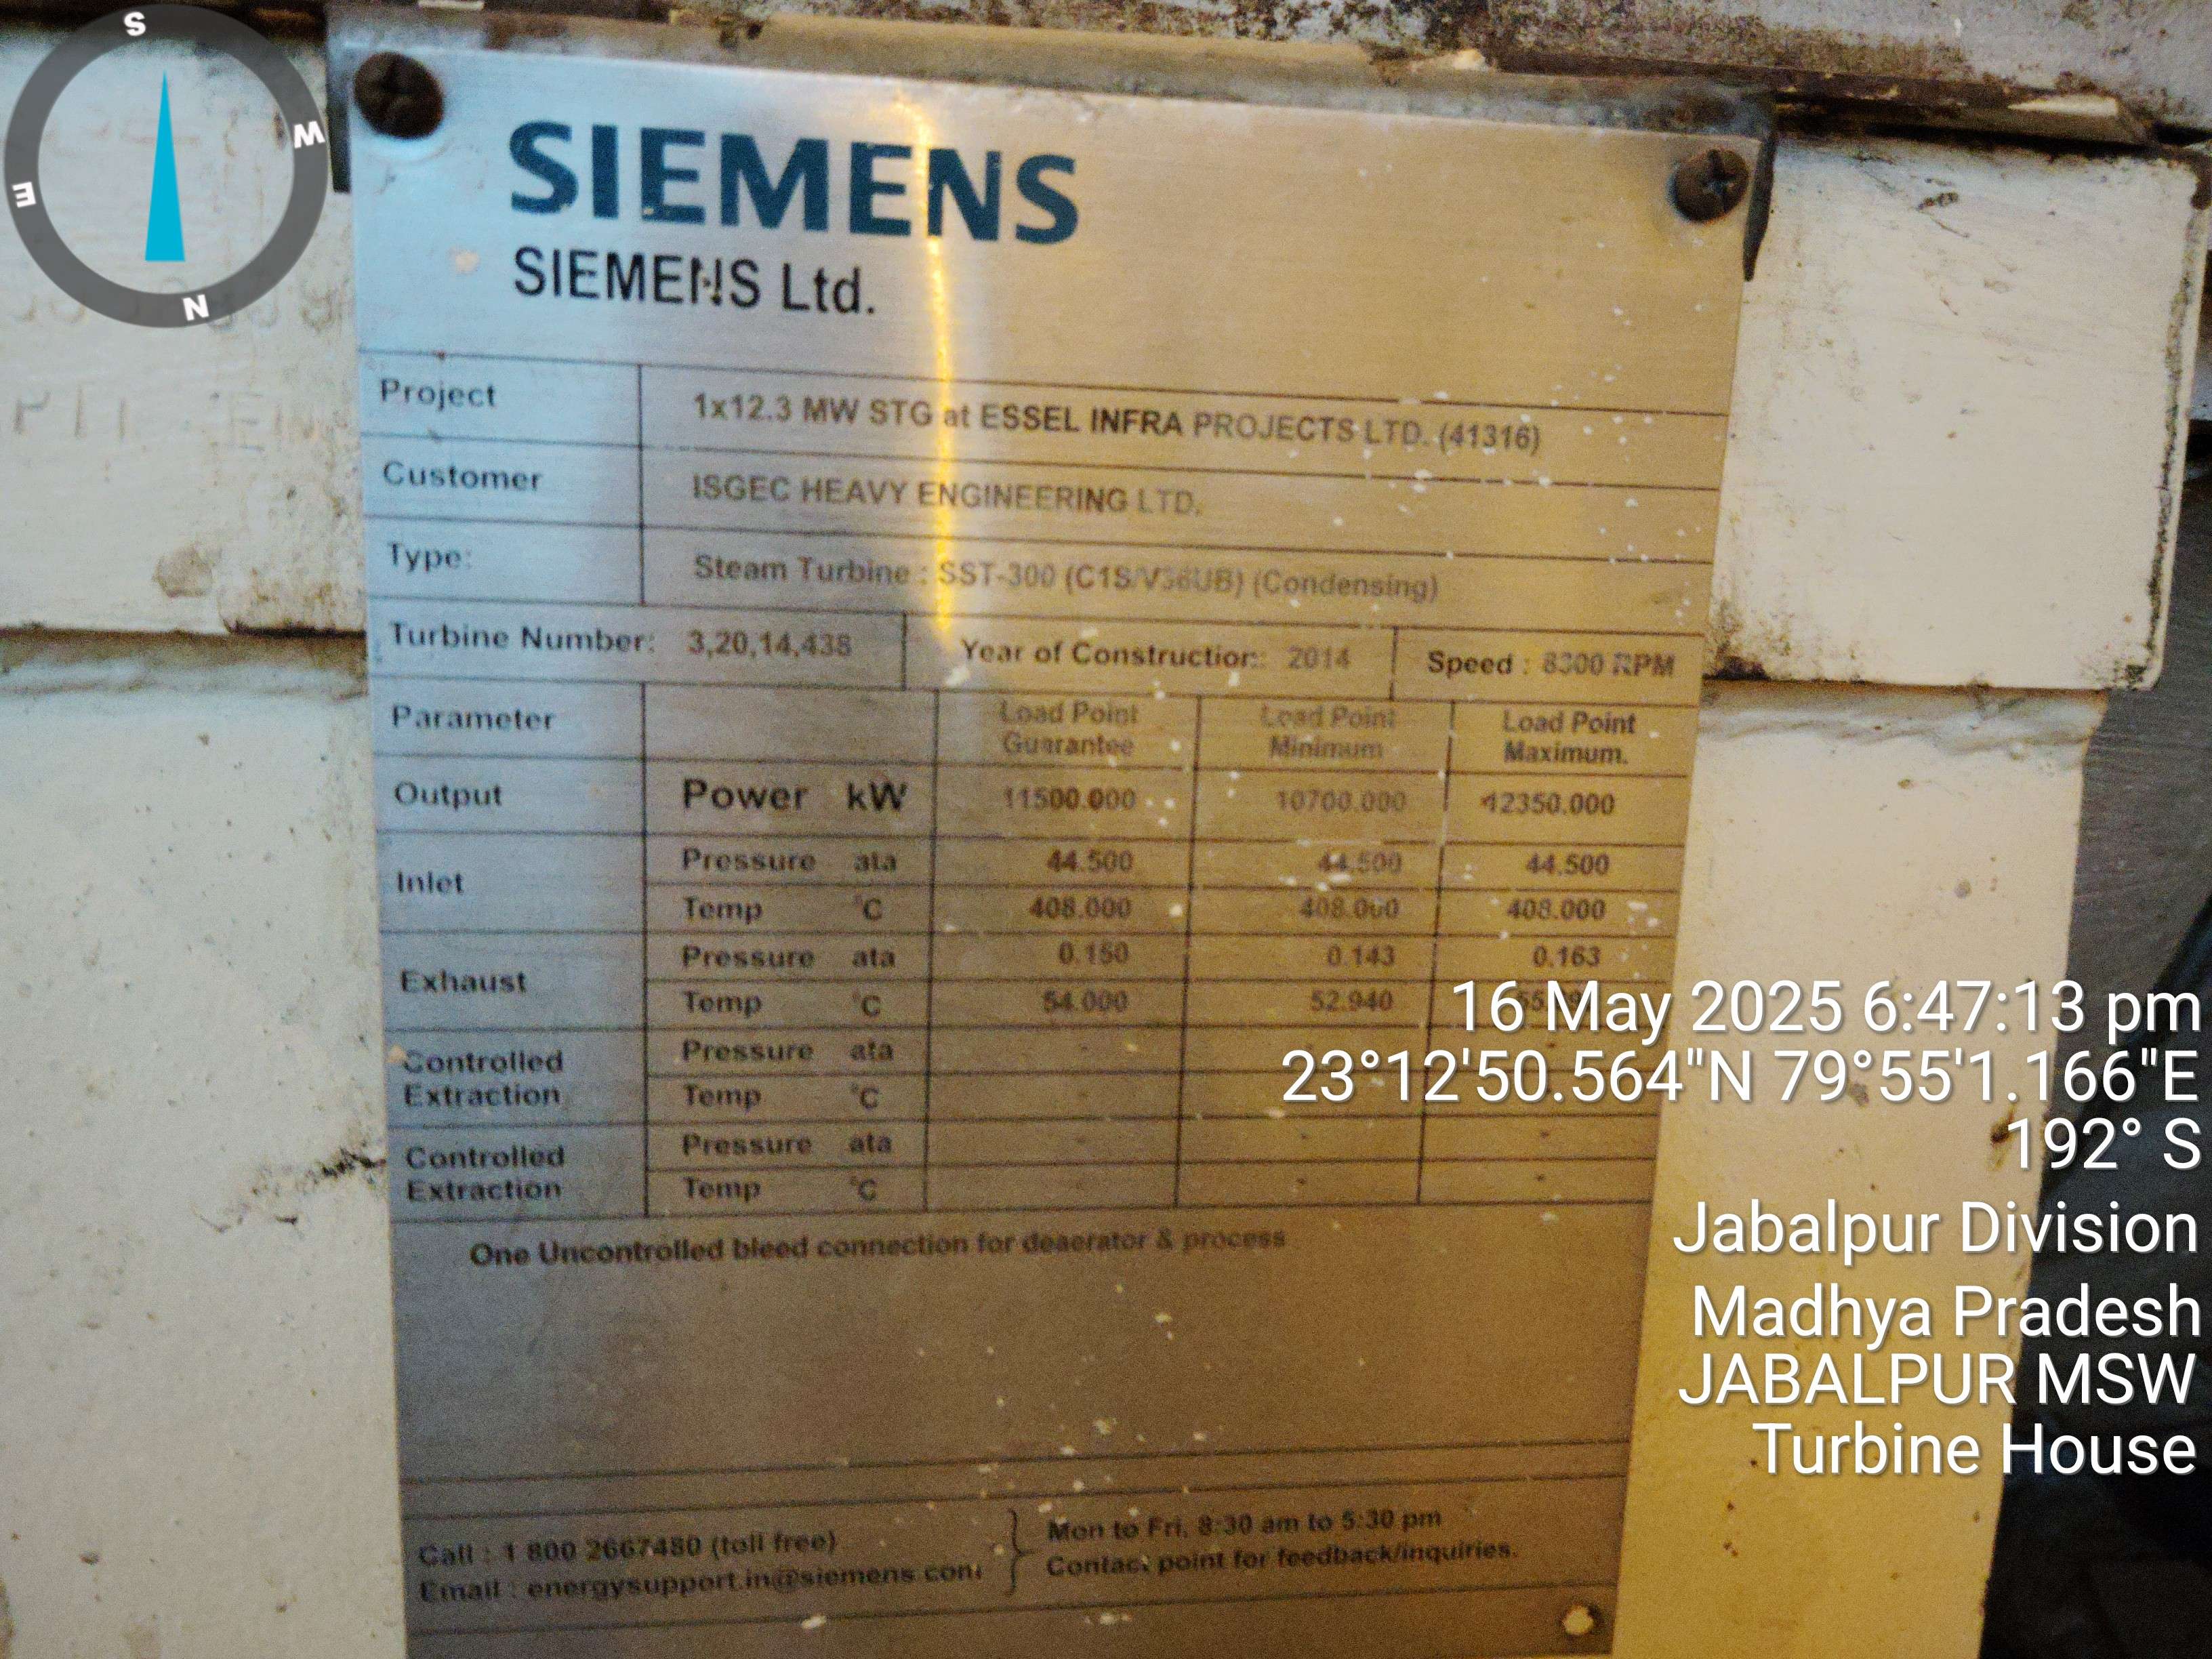 S
W
E
N
SIEMENS
SIEMENS Ltd.
Project 1x12.3 MW STG at ESSEL INFRA PROJECTS LTD. (41316)
Customer ISGEC HEAVY ENGINEERING LTD.
Type: Steam Turbine : SST-300 (C1S/V36UB) (Condensing)
Turbine Number: 3,20,14,438 Year of Construction: 2014 Speed : 8300 RPM
Parameter Load Point Guarantee Load Point Minimum Load Point Maximum.
Output Power kW 11500.000 10700.000 12350.000
Inlet Pressure ata 44.500 44.500 44.500
Temp °C 408.000 408.000 408.000
Exhaust Pressure ata 0.150 0.143 0.163
Temp °C 54.000 52.940
Controlled Extraction Pressure ata - - -
Temp °C - - -
Controlled Extraction Pressure ata - - -
Temp °C - - -
One Uncontrolled bleed connection for deaerator & process
Call : 1 800 2667480 (toll free)
Email : energysupport.in@siemens.com
Mon to Fri, 8:30 am to 5:30 pm
Contact point for feedback/inquiries.
16 May 2025 6:47:13 pm
23°12'50.564"N 79°55'1.166"E
192° S
Jabalpur Division
Madhya Pradesh
JABALPUR MSW
Turbine House